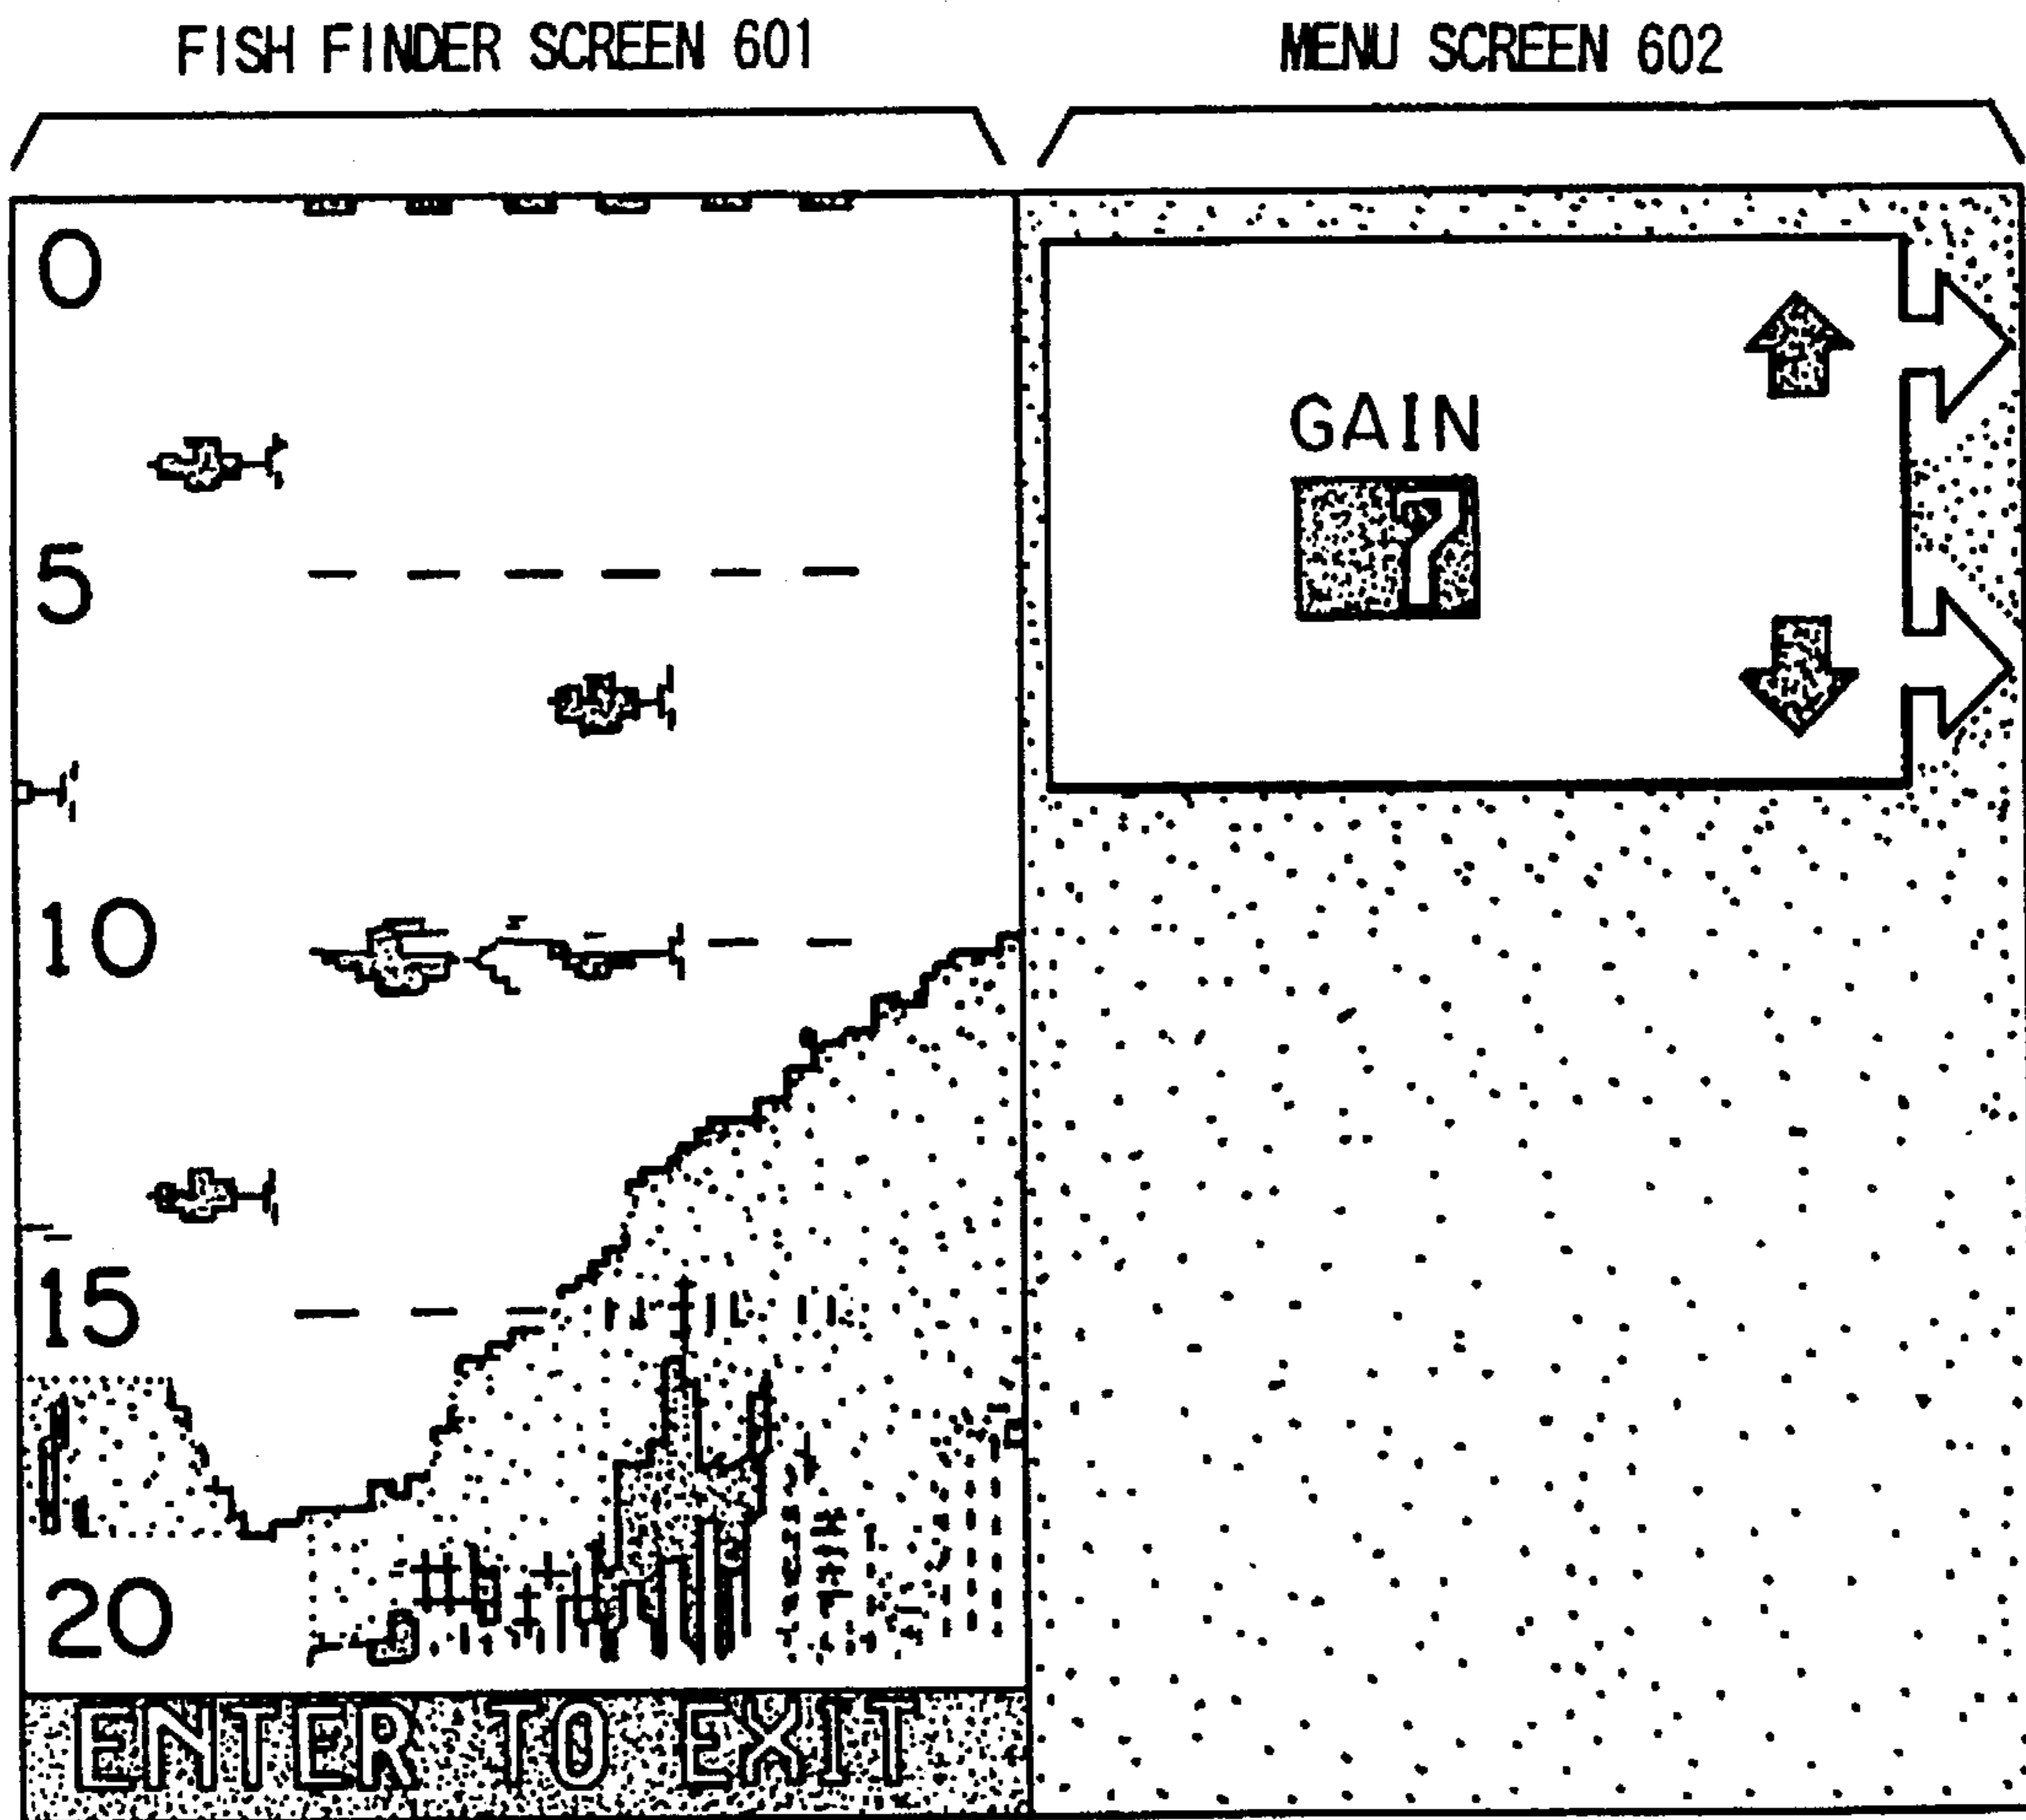 FISH FINDER SCREEN 601
MENU SCREEN 602
0
5
10
15
20
GAIN
7
ENTER TO EXIT